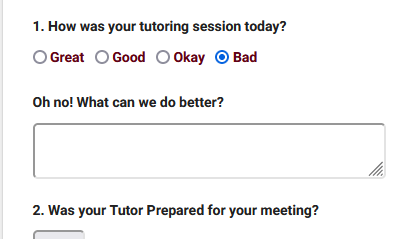 1. How was your tutoring session today?
Great Good Okay Bad
Oh no! What can we do better?
2. Was your Tutor Prepared for your meeting?